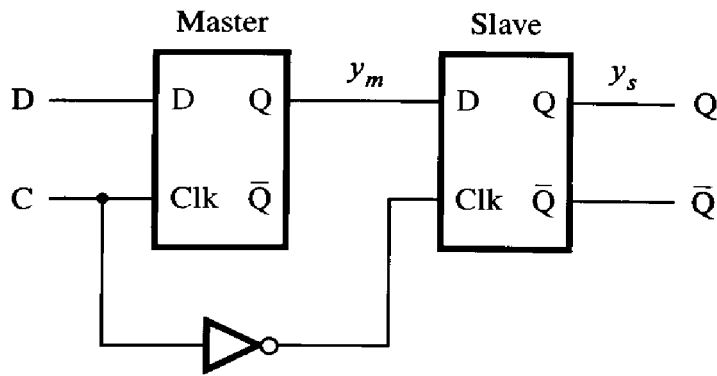 Master Slave
y_m y_s
D D Q D Q Q
C Clk Q̄ Clk Q̄ Q̄